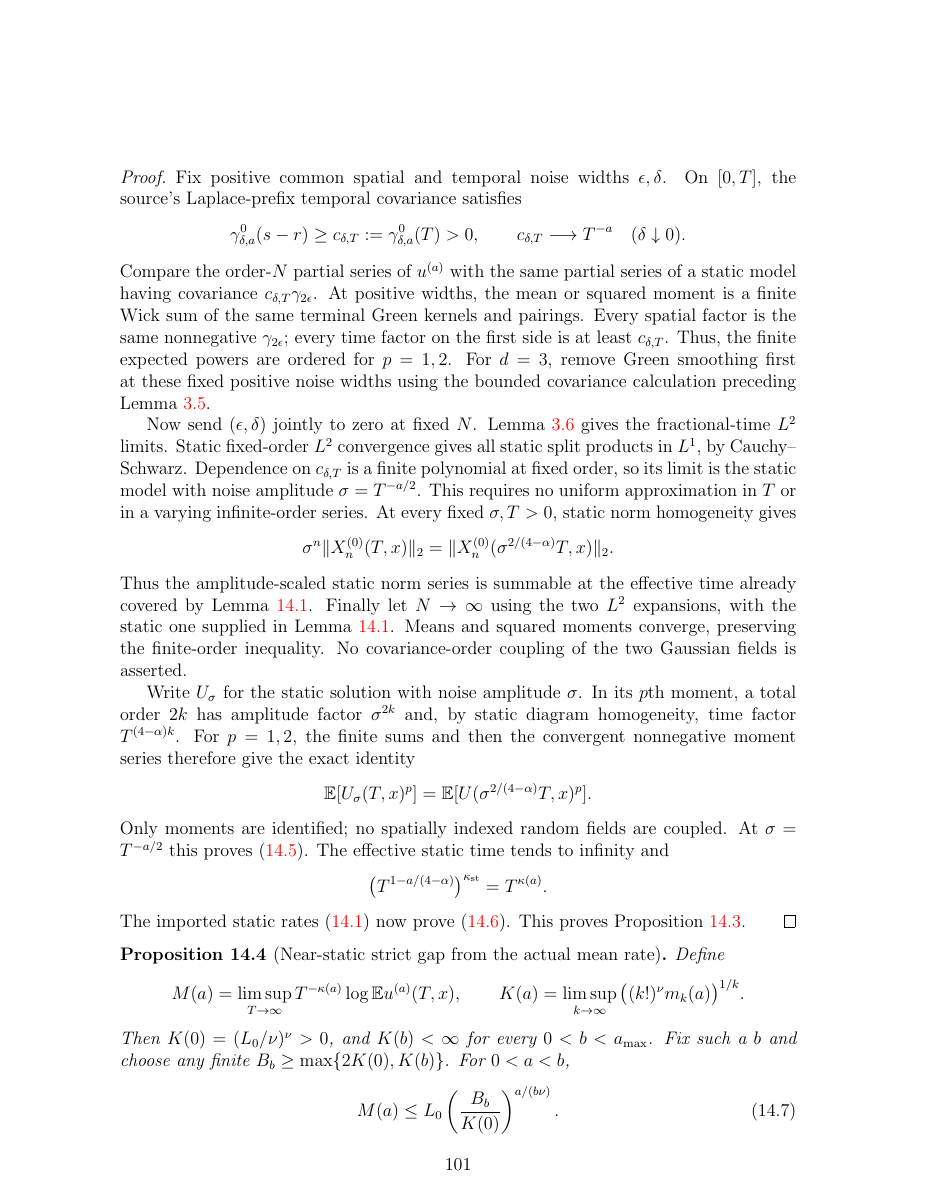 Proof. Fix positive common spatial and temporal noise widths ϵ, δ. On [0, T], the
source's Laplace-prefix temporal covariance satisfies
γ⁰_{δ,a}(s − r) ≥ c_{δ,T} := γ⁰_{δ,a}(T) > 0, c_{δ,T} ⟶ T^{−a} (δ ↓ 0).
Compare the order-N partial series of u^{(a)} with the same partial series of a static model
having covariance c_{δ,T}γ_{2ϵ}. At positive widths, the mean or squared moment is a finite
Wick sum of the same terminal Green kernels and pairings. Every spatial factor is the
same nonnegative γ_{2ϵ}; every time factor on the first side is at least c_{δ,T}. Thus, the finite
expected powers are ordered for p = 1, 2. For d = 3, remove Green smoothing first
at these fixed positive noise widths using the bounded covariance calculation preceding
Lemma 3.5.
Now send (ϵ, δ) jointly to zero at fixed N. Lemma 3.6 gives the fractional-time L²
limits. Static fixed-order L² convergence gives all static split products in L¹, by Cauchy–
Schwarz. Dependence on c_{δ,T} is a finite polynomial at fixed order, so its limit is the static
model with noise amplitude σ = T^{−a/2}. This requires no uniform approximation in T or
in a varying infinite-order series. At every fixed σ, T > 0, static norm homogeneity gives
σ^n‖X_n^{(0)}(T, x)‖₂ = ‖X_n^{(0)}(σ^{2/(4−α)}T, x)‖₂.
Thus the amplitude-scaled static norm series is summable at the effective time already
covered by Lemma 14.1. Finally let N → ∞ using the two L² expansions, with the
static one supplied in Lemma 14.1. Means and squared moments converge, preserving
the finite-order inequality. No covariance-order coupling of the two Gaussian fields is
asserted.
Write U_σ for the static solution with noise amplitude σ. In its pth moment, a total
order 2k has amplitude factor σ^{2k} and, by static diagram homogeneity, time factor
T^{(4−α)k}. For p = 1, 2, the finite sums and then the convergent nonnegative moment
series therefore give the exact identity
𝔼[U_σ(T, x)^p] = 𝔼[U(σ^{2/(4−α)}T, x)^p].
Only moments are identified; no spatially indexed random fields are coupled. At σ =
T^{−a/2} this proves (14.5). The effective static time tends to infinity and
(T^{1−a/(4−α)})^{κ_st} = T^{κ(a)}.
The imported static rates (14.1) now prove (14.6). This proves Proposition 14.3. □
Proposition 14.4 (Near-static strict gap from the actual mean rate). Define
M(a) = lim sup_{T→∞} T^{−κ(a)} log 𝔼u^{(a)}(T, x), K(a) = lim sup_{k→∞} ((k!)^ν m_k(a))^{1/k}.
Then K(0) = (L₀/ν)^ν > 0, and K(b) < ∞ for every 0 < b < a_max. Fix such a b and
choose any finite B_b ≥ max{2K(0), K(b)}. For 0 < a < b,
M(a) ≤ L₀ (B_b / K(0))^{a/(bν)}. (14.7)
101